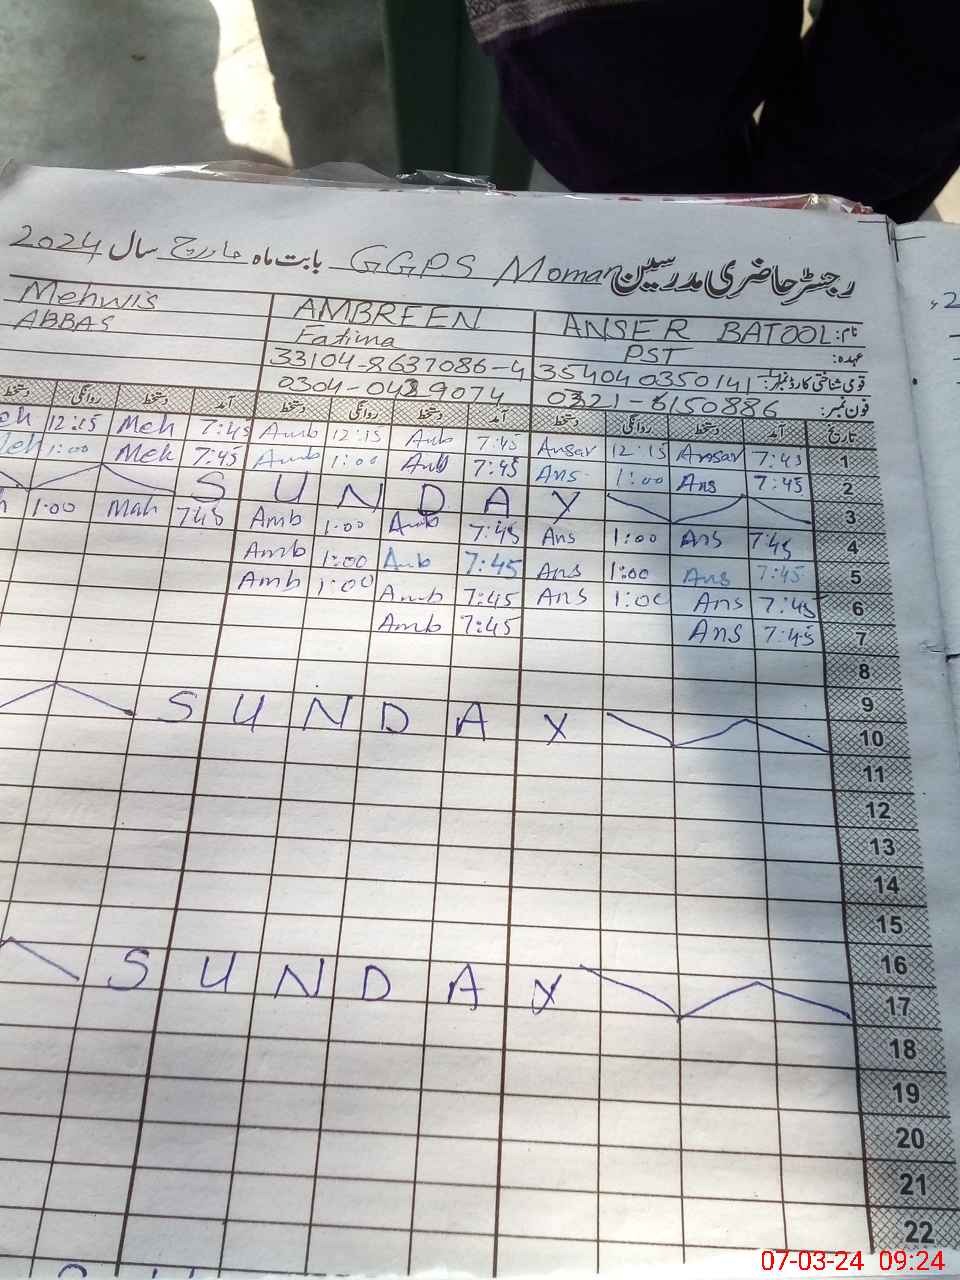 رجسٹر حاضری مدرسین GGPS Moman بابت ماہ مارچ سال 2024
نام: ANSER BATOOL AMBREEN Mehwis
عہدہ: PST Fatima ABBAS
قومی شناختی کارڈ نمبر: 354040350141 33104-8637086-4
فون نمبر: 0321-6150886 0304-0429074
تاریخ آمد دستخط روانگی دستخط آمد دستخط روانگی دستخط آمد دستخط روانگی دستخط
1 7:45 Ansar 12:15 Ansar 7:45 Amb 12:15 Amb 7:45 Meh 12:15 Meh
2 7:45 Ans 1:00 Ans 7:45 Amb 1:00 Amb 7:45 Meh 1:00 Meh
3 SUNDAY
4 7:45 Ans 1:00 Ans 7:45 Amb 1:00 Amb 7:45 Mah 1:00
5 7:45 Ans 1:00 Ans 7:45 Amb 1:00 Amb
6 7:45 Ans 1:00 Ans 7:45 Amb 1:00 Amb
7 7:45 Ans 7:45 Amb
8
9
10 SUNDAY
11
12
13
14
15
16
17 SUNDAY
18
19
20
21
22
07-03-24 09:24